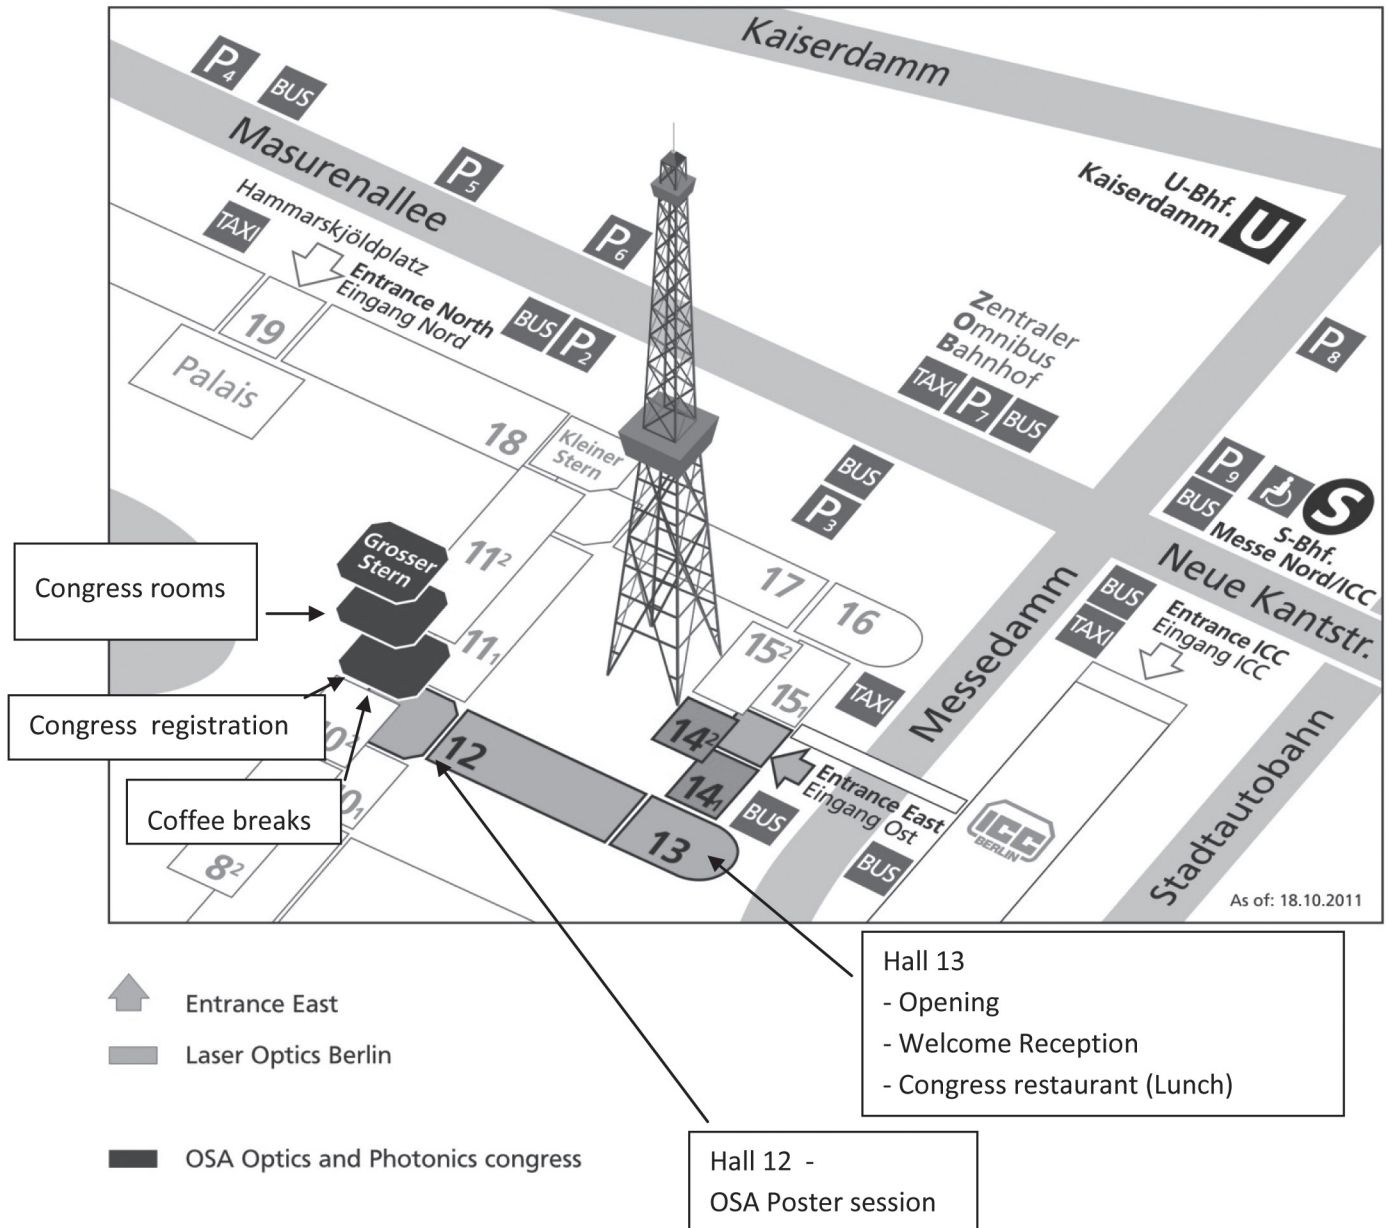 Kaiserdamm
P4
BUS
Masurenallee
P5
Hammarskjöldplatz
TAXI
P6
U-Bhf.
Kaiserdamm
U
Entrance North
Eingang Nord
BUS
P2
19
Palais
Zentraler
Omnibus
Bahnhof
TAXI
P7
BUS
P8
18
Kleiner
Stern
BUS
P3
P9
BUS
S
S-Bhf.
Messe Nord/ICC
Neue Kantstr.
Grosser
Stern
11²
11₁
17
16
15²
15₁
TAXI
Messedamm
BUS
TAXI
Entrance ICC
Eingang ICC
Congress rooms
Congress registration
Coffee breaks
10²
10₁
8²
12
13
14²
14₁
BUS
Entrance East
Eingang Ost
BUS
ICC
BERLIN
Stadtautobahn
As of: 18.10.2011
Hall 13
- Opening
- Welcome Reception
- Congress restaurant (Lunch)
Entrance East
Laser Optics Berlin
OSA Optics and Photonics congress
Hall 12 -
OSA Poster session